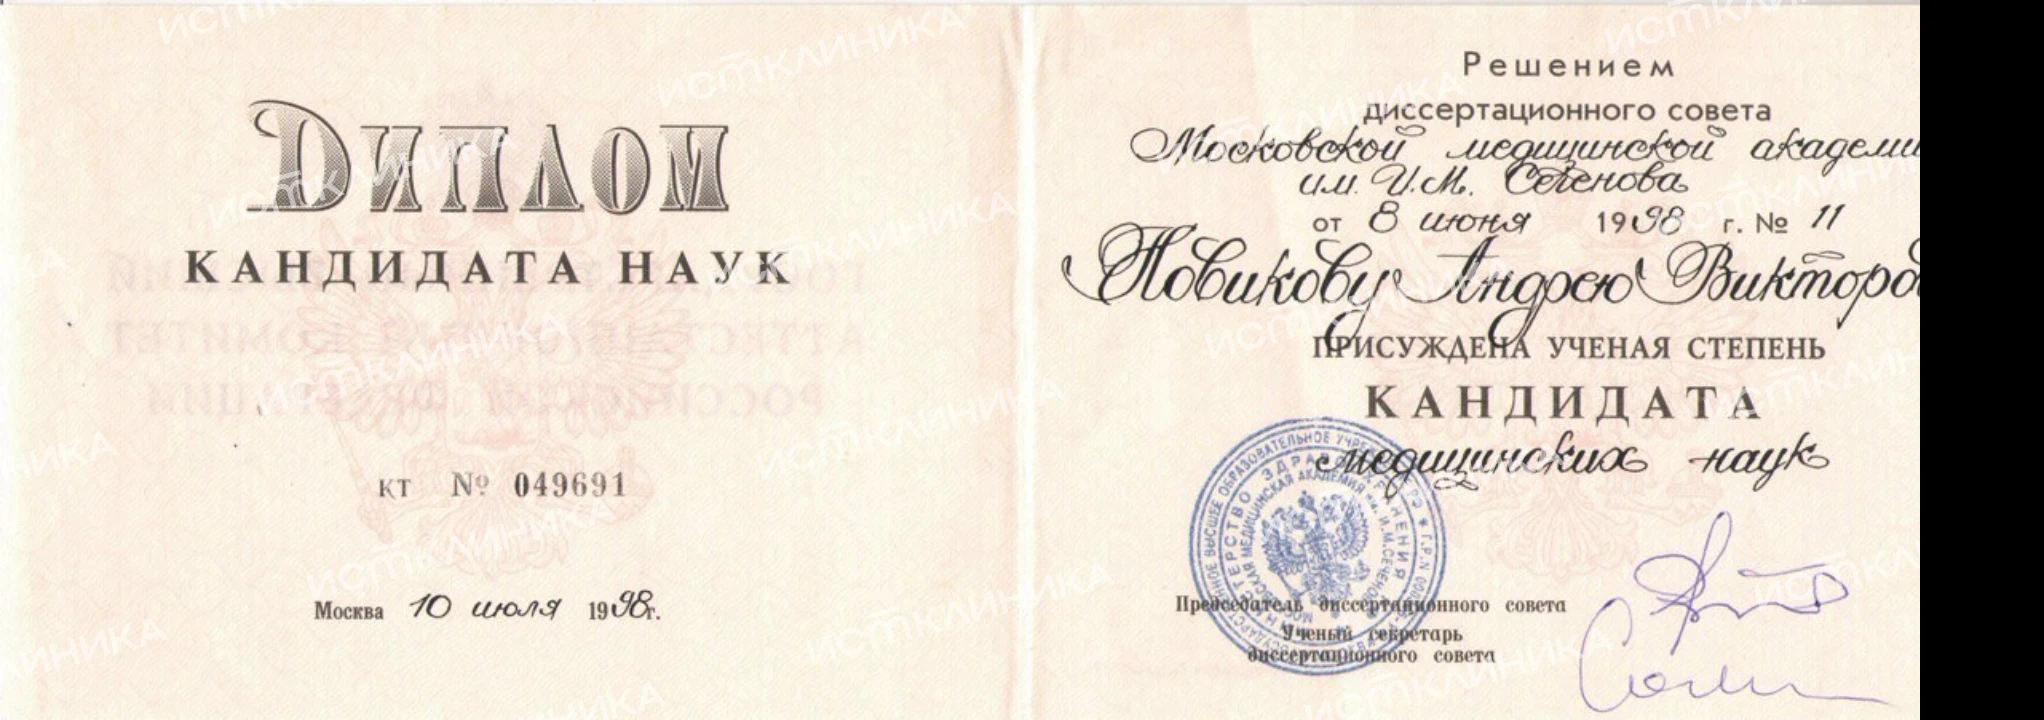 Диплом
КАНДИДАТА НАУК
КТ № 049691
Москва 10 июля 1998г.
Решением
диссертационного совета
Московской медицинской академи
им. И.М. Сеченова
от 8 июня 1998 г. № 11
Новикову Андрею Викторов
ПРИСУЖДЕНА УЧЕНАЯ СТЕПЕНЬ
КАНДИДАТА
медицинских наук
Председатель диссертационного совета
Ученый секретарь
диссертационного совета
ИСТКЛИНИКА